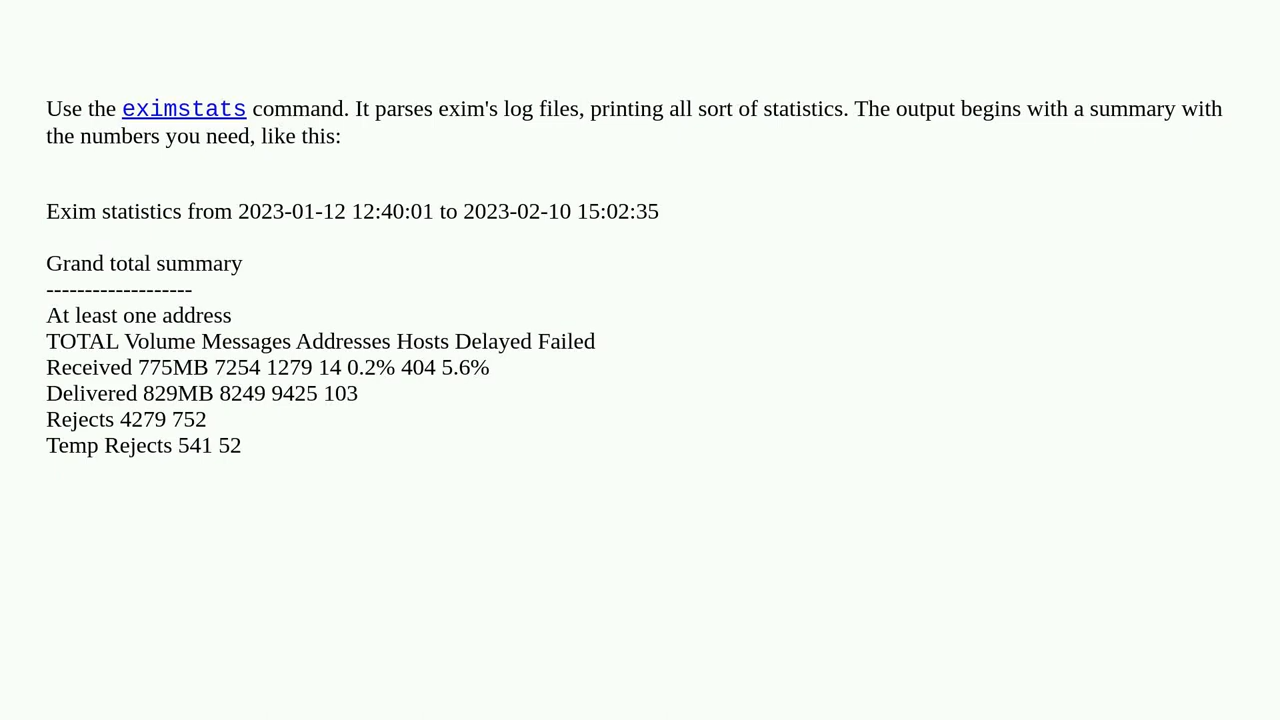 Use the eximstats command. It parses exim's log files, printing all sort of statistics. The output begins with a summary with
the numbers you need, like this:
Exim statistics from 2023-01-12 12:40:01 to 2023-02-10 15:02:35
Grand total summary
-------------------
At least one address
TOTAL Volume Messages Addresses Hosts Delayed Failed
Received 775MB 7254 1279 14 0.2% 404 5.6%
Delivered 829MB 8249 9425 103
Rejects 4279 752
Temp Rejects 541 52